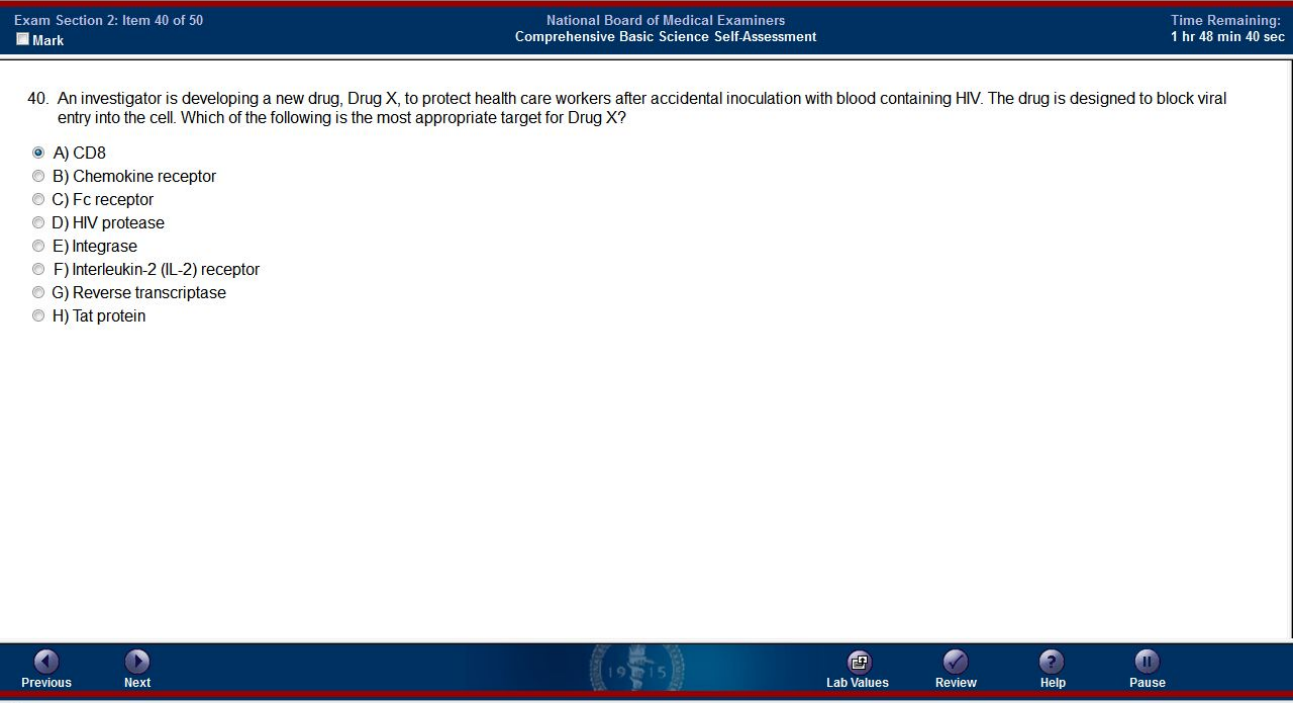 Exam Section 2: Item 40 of 50
National Board of Medical Examiners
Time Remaining:
Mark
Comprehensive Basic Science Self-Assessment
1 hr 48 min 40 sec
40. An investigator is developing a new drug, Drug X, to protect health care workers after accidental inoculation with blood containing HIV. The drug is designed to block viral
entry into the cell. Which of the following is the most appropriate target for Drug X?
A) CD8
B) Chemokine receptor
C) Fc receptor
D) HIV protease
E) Integrase
F) Interleukin-2 (IL-2) receptor
G) Reverse transcriptase
H) Tat protein
1915
Previous
Next
Lab Values
Review
Help
Pause